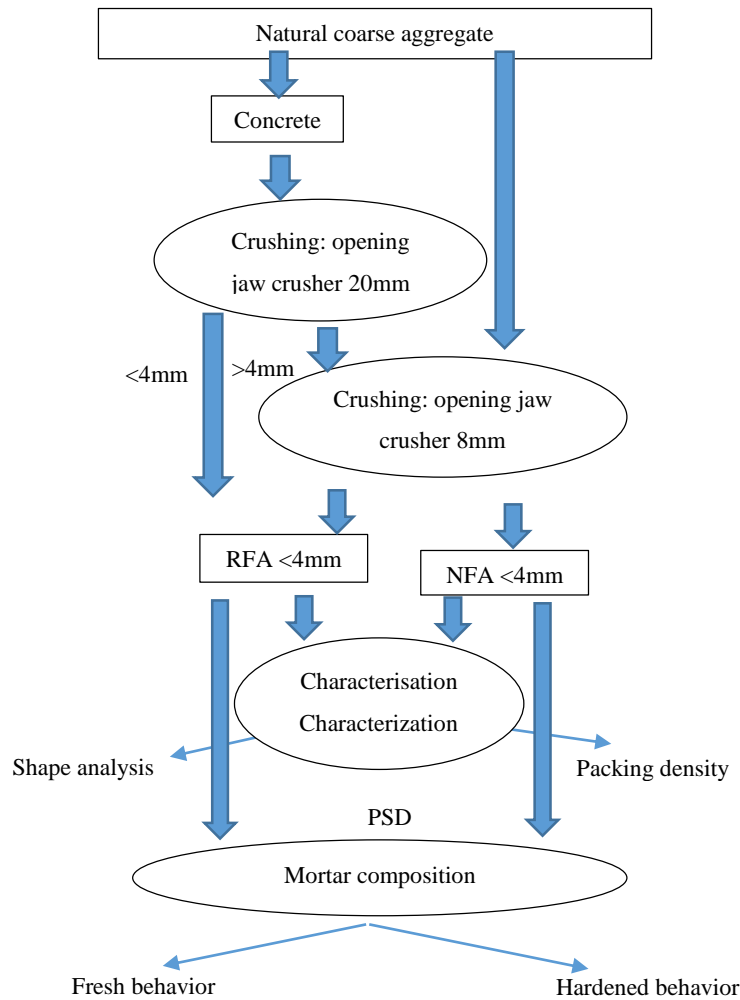 Natural coarse aggregate
Concrete
Crushing: opening
jaw crusher 20mm
<4mm
>4mm
Crushing: opening jaw
crusher 8mm
RFA <4mm
NFA <4mm
Characterisation
Characterization
Shape analysis
Packing density
PSD
Mortar composition
Fresh behavior
Hardened behavior